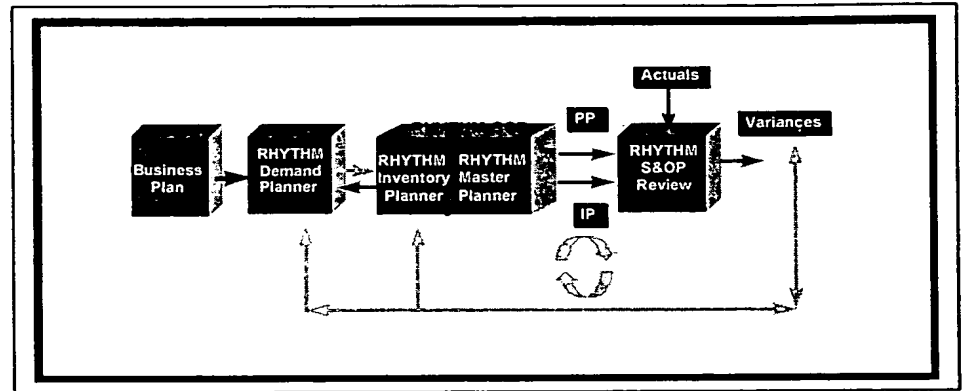 Actuals
PP
Variances
Business
Plan
RHYTHM
Demand
Planner
RHYTHM
Inventory
Planner
RHYTHM
Master
Planner
RHYTHM
S&OP
Review
IP